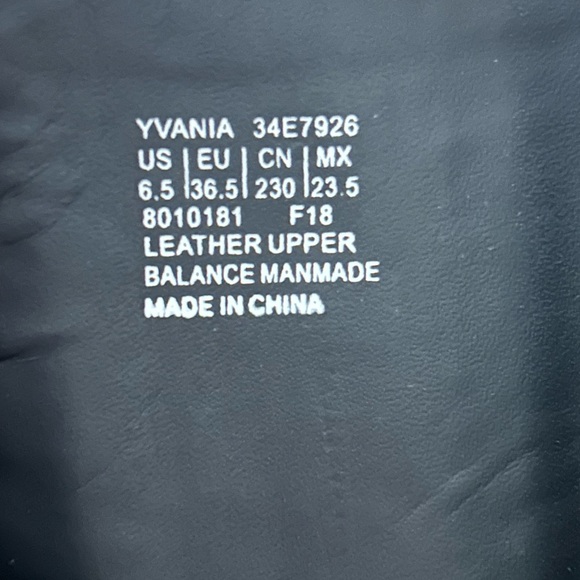 YVANIA 34E7926
US | EU | CN | MX
6.5 | 36.5 | 230 | 23.5
8010181 F18
LEATHER UPPER
BALANCE MANMADE
MADE IN CHINA